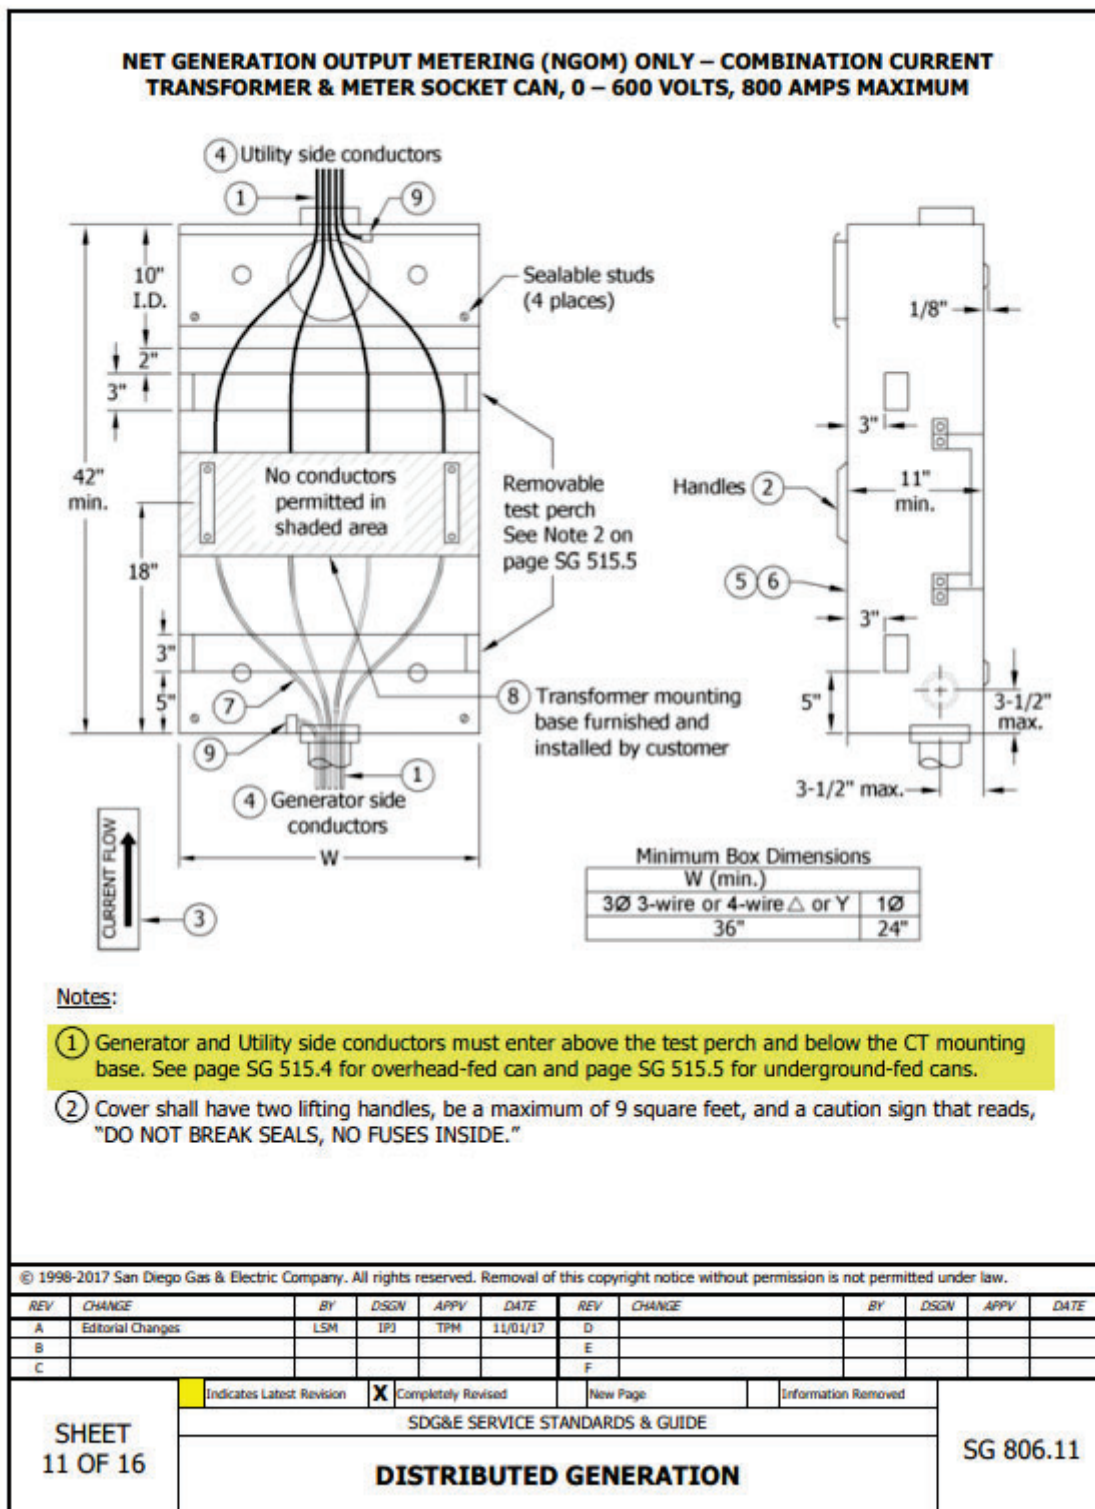 NET GENERATION OUTPUT METERING (NGOM) ONLY – COMBINATION CURRENT
TRANSFORMER & METER SOCKET CAN, 0 – 600 VOLTS, 800 AMPS MAXIMUM
④ Utility side conductors
①
⑨
10"
I.D.
Sealable studs
(4 places)
1/8"
2"
3"
3"
42"
min.
No conductors
permitted in
shaded area
Removable
test perch
See Note 2 on
page SG 515.5
Handles ②
11"
min.
18"
⑤⑥
3"
3"
5"
⑦
⑧ Transformer mounting
base furnished and
installed by customer
5"
3-1/2"
max.
⑨
①
3-1/2" max.
④ Generator side
conductors
W
CURRENT FLOW
③
Minimum Box Dimensions
W (min.)
3Ø 3-wire or 4-wire △ or Y 1Ø
36" 24"
Notes:
① Generator and Utility side conductors must enter above the test perch and below the CT mounting
base. See page SG 515.4 for overhead-fed can and page SG 515.5 for underground-fed cans.
② Cover shall have two lifting handles, be a maximum of 9 square feet, and a caution sign that reads,
“DO NOT BREAK SEALS, NO FUSES INSIDE.”
© 1998-2017 San Diego Gas & Electric Company. All rights reserved. Removal of this copyright notice without permission is not permitted under law.
REV CHANGE BY DSGN APPV DATE REV CHANGE BY DSGN APPV DATE
A Editorial Changes LSM IPJ TPM 11/01/17 D
B E
C F
Indicates Latest Revision X Completely Revised New Page Information Removed
SHEET
11 OF 16
SDG&E SERVICE STANDARDS & GUIDE
DISTRIBUTED GENERATION
SG 806.11